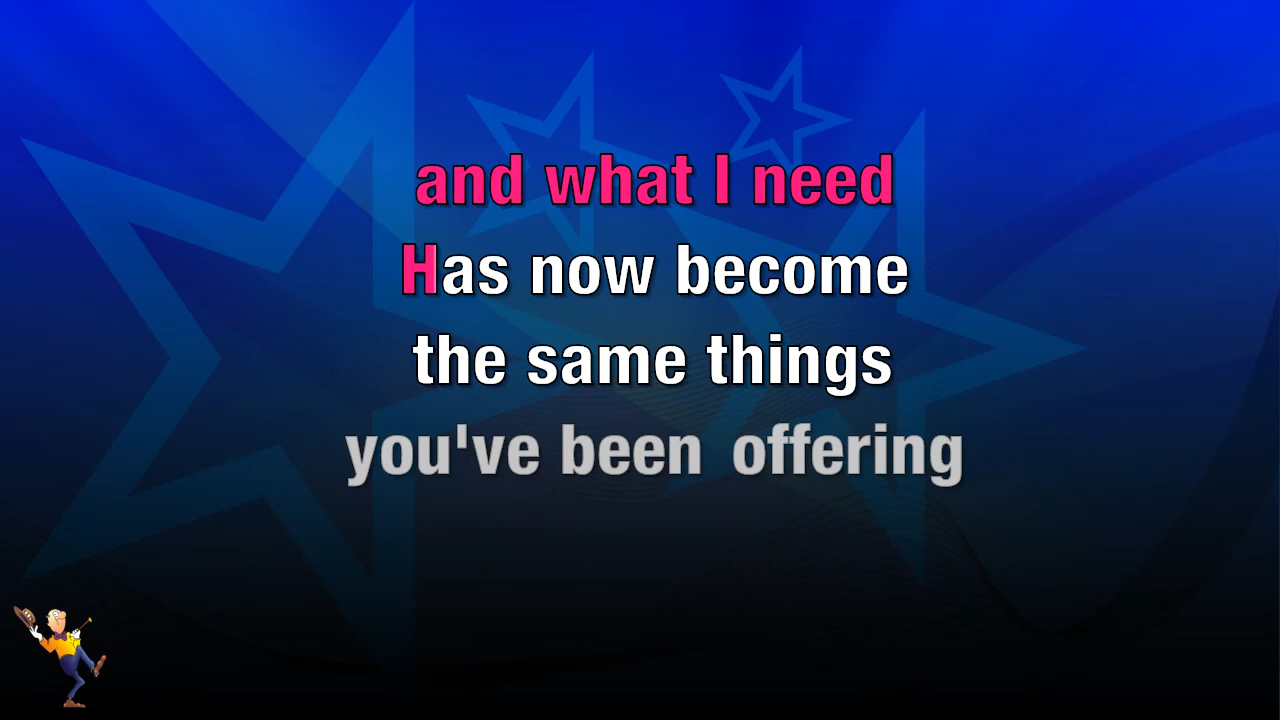 and what I need
Has now become
the same things
you've been offering